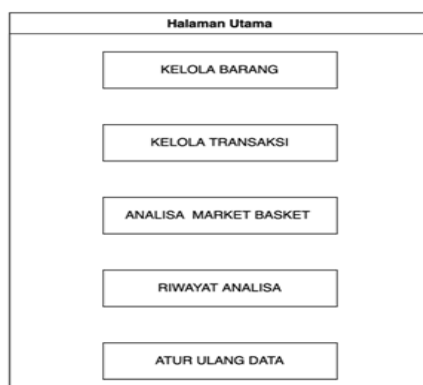 Halaman Utama
KELOLA BARANG
KELOLA TRANSAKSI
ANALISA MARKET BASKET
RIWAYAT ANALISA
ATUR ULANG DATA